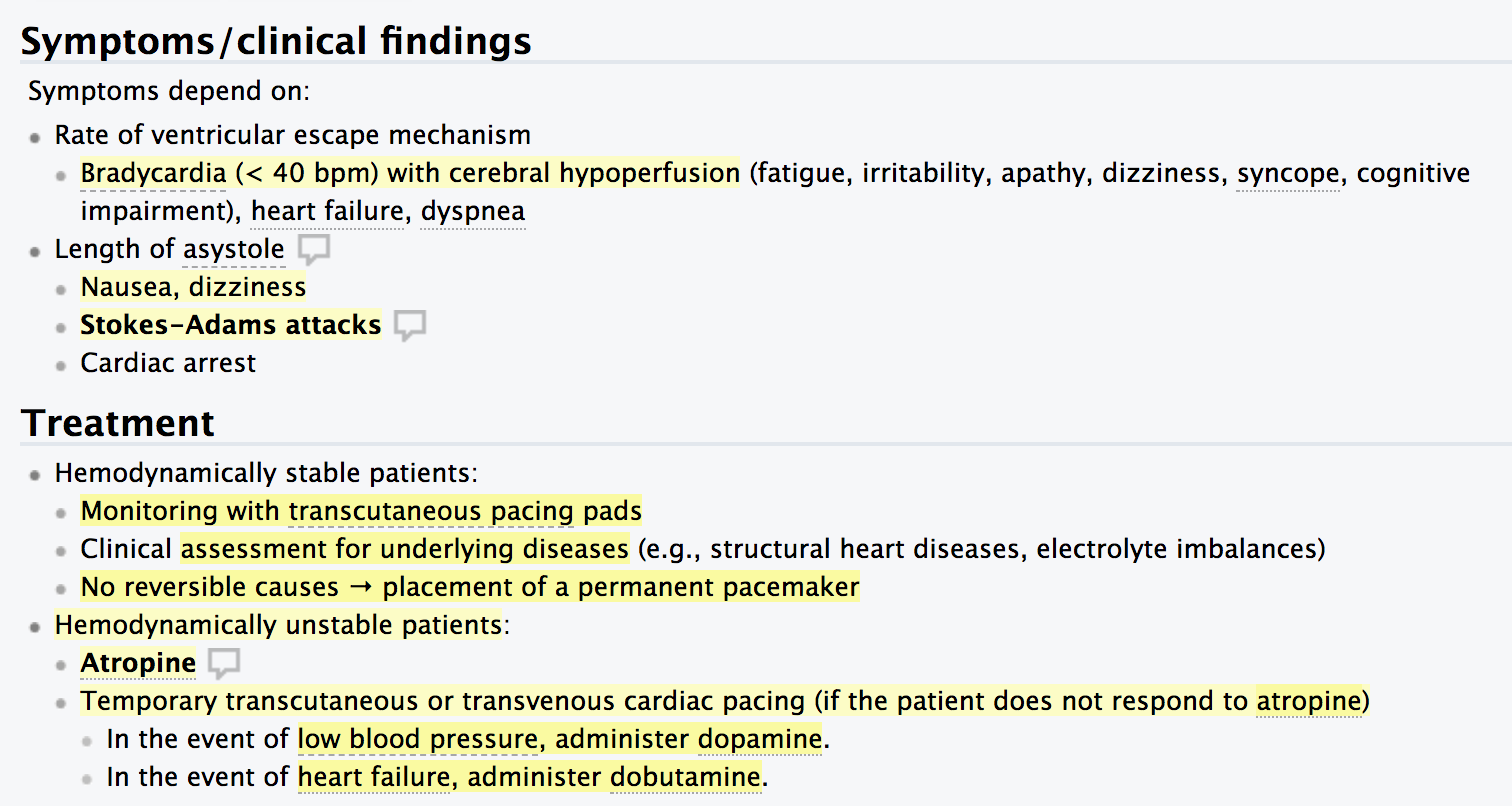 Symptoms/clinical findings
Symptoms depend on:
Rate of ventricular escape mechanism
Bradycardia (< 40 bpm) with cerebral hypoperfusion (fatigue, irritability, apathy, dizziness, syncope, cognitive
impairment), heart failure, dyspnea
Length of asystole
Nausea, dizziness
Stokes–Adams attacks
Cardiac arrest
Treatment
Hemodynamically stable patients:
Monitoring with transcutaneous pacing pads
Clinical assessment for underlying diseases (e.g., structural heart diseases, electrolyte imbalances)
No reversible causes → placement of a permanent pacemaker
Hemodynamically unstable patients:
Atropine
Temporary transcutaneous or transvenous cardiac pacing (if the patient does not respond to atropine)
In the event of low blood pressure, administer dopamine.
In the event of heart failure, administer dobutamine.